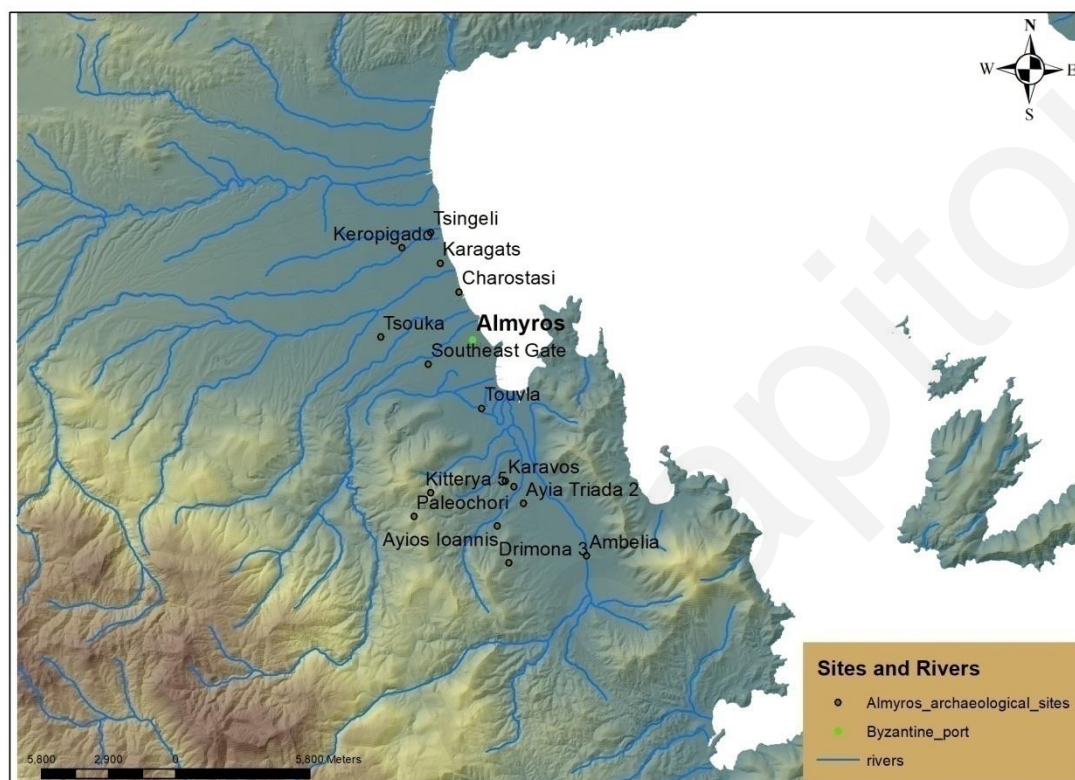 N
W E
S
Tsingeli
Keropigado
Karagats
Charostasi
Almyros
Tsouka
Southeast Gate
Touvla
Karavos
Kitterya 5
Ayia Triada 2
Paleochori
Ayios Ioannis
Drimona 3
Ambelia
Sites and Rivers
Almyros_archaeological_sites
Byzantine_port
rivers
5,800 2,900 0 5,800 Meters